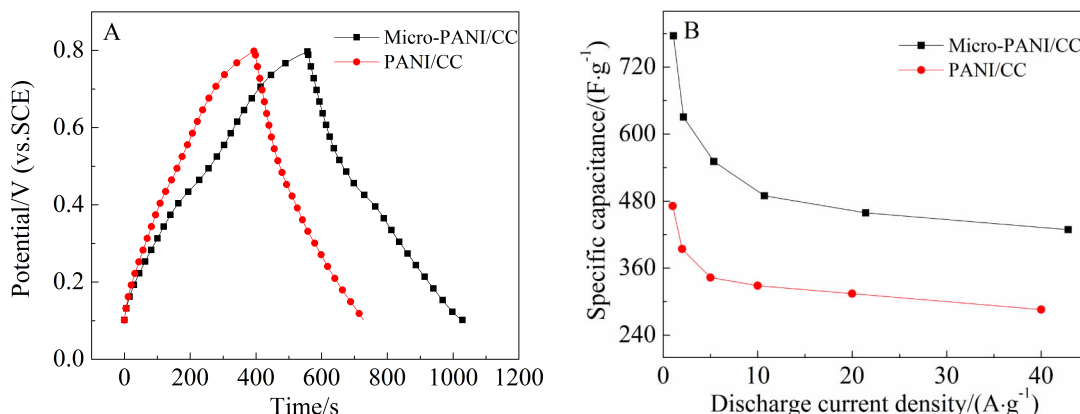 A
Micro-PANI/CC
PANI/CC
Potential/V (vs.SCE)
0.8
0.6
0.4
0.2
0.0
0 200 400 600 800 1000 1200
Time/s
B
Micro-PANI/CC
PANI/CC
Specific capacitance/(F·g⁻¹)
720
600
480
360
240
0 10 20 30 40
Discharge current density/(A·g⁻¹)